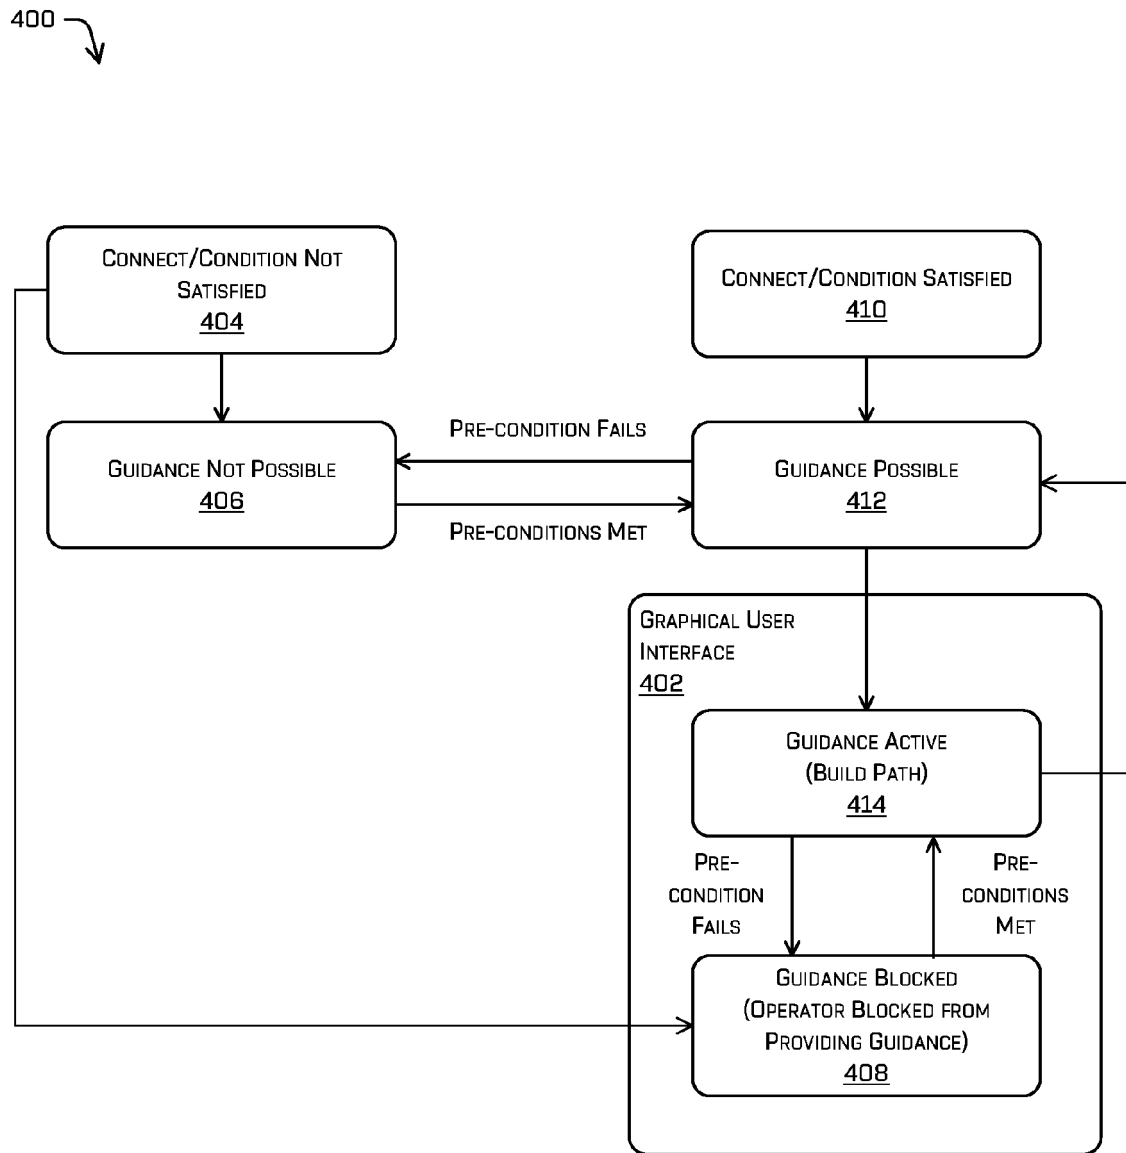 400
Connect/Condition Not
Satisfied
404
Connect/Condition Satisfied
410
Pre-condition Fails
Guidance Not Possible
406
Guidance Possible
412
Pre-conditions Met
Graphical User
Interface
402
Guidance Active
(Build Path)
414
Pre-
condition
Fails
Pre-
conditions
Met
Guidance Blocked
(Operator Blocked from
Providing Guidance)
408